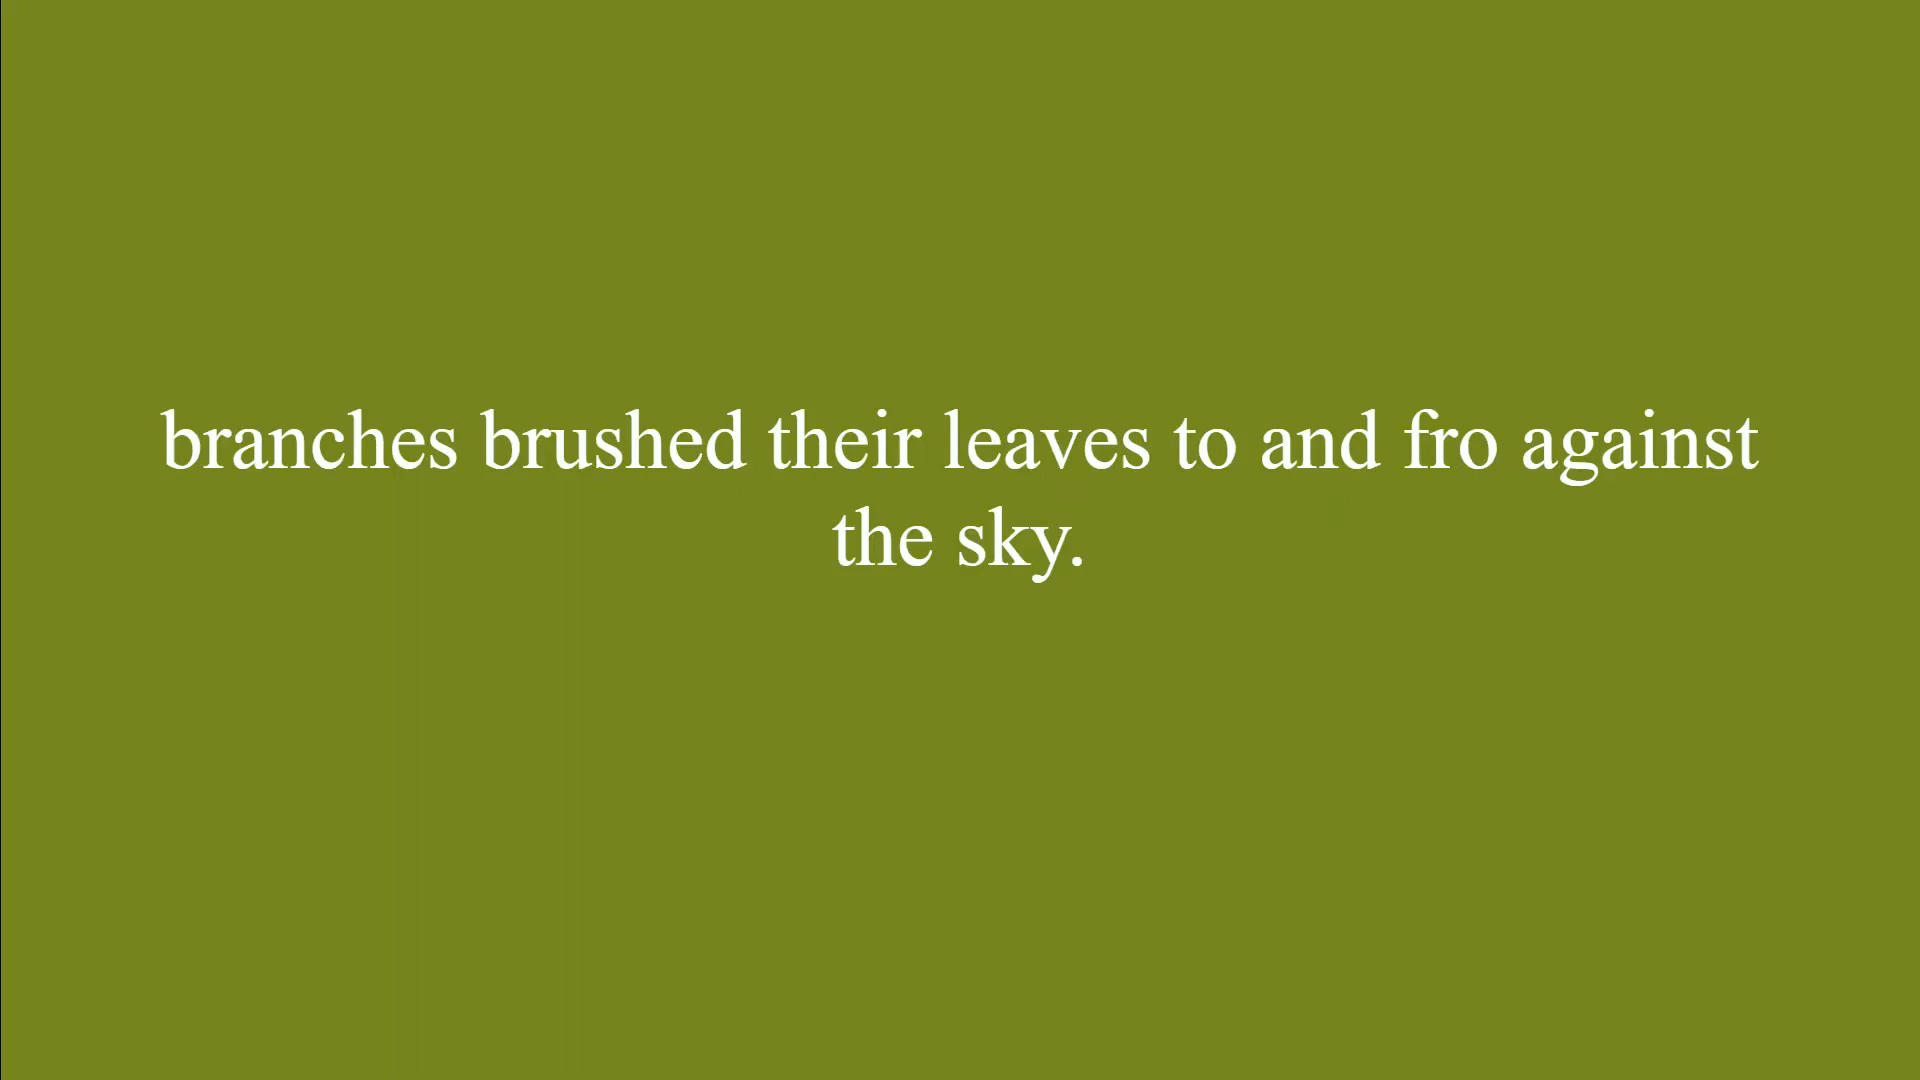 branches brushed their leaves to and fro against
the sky.